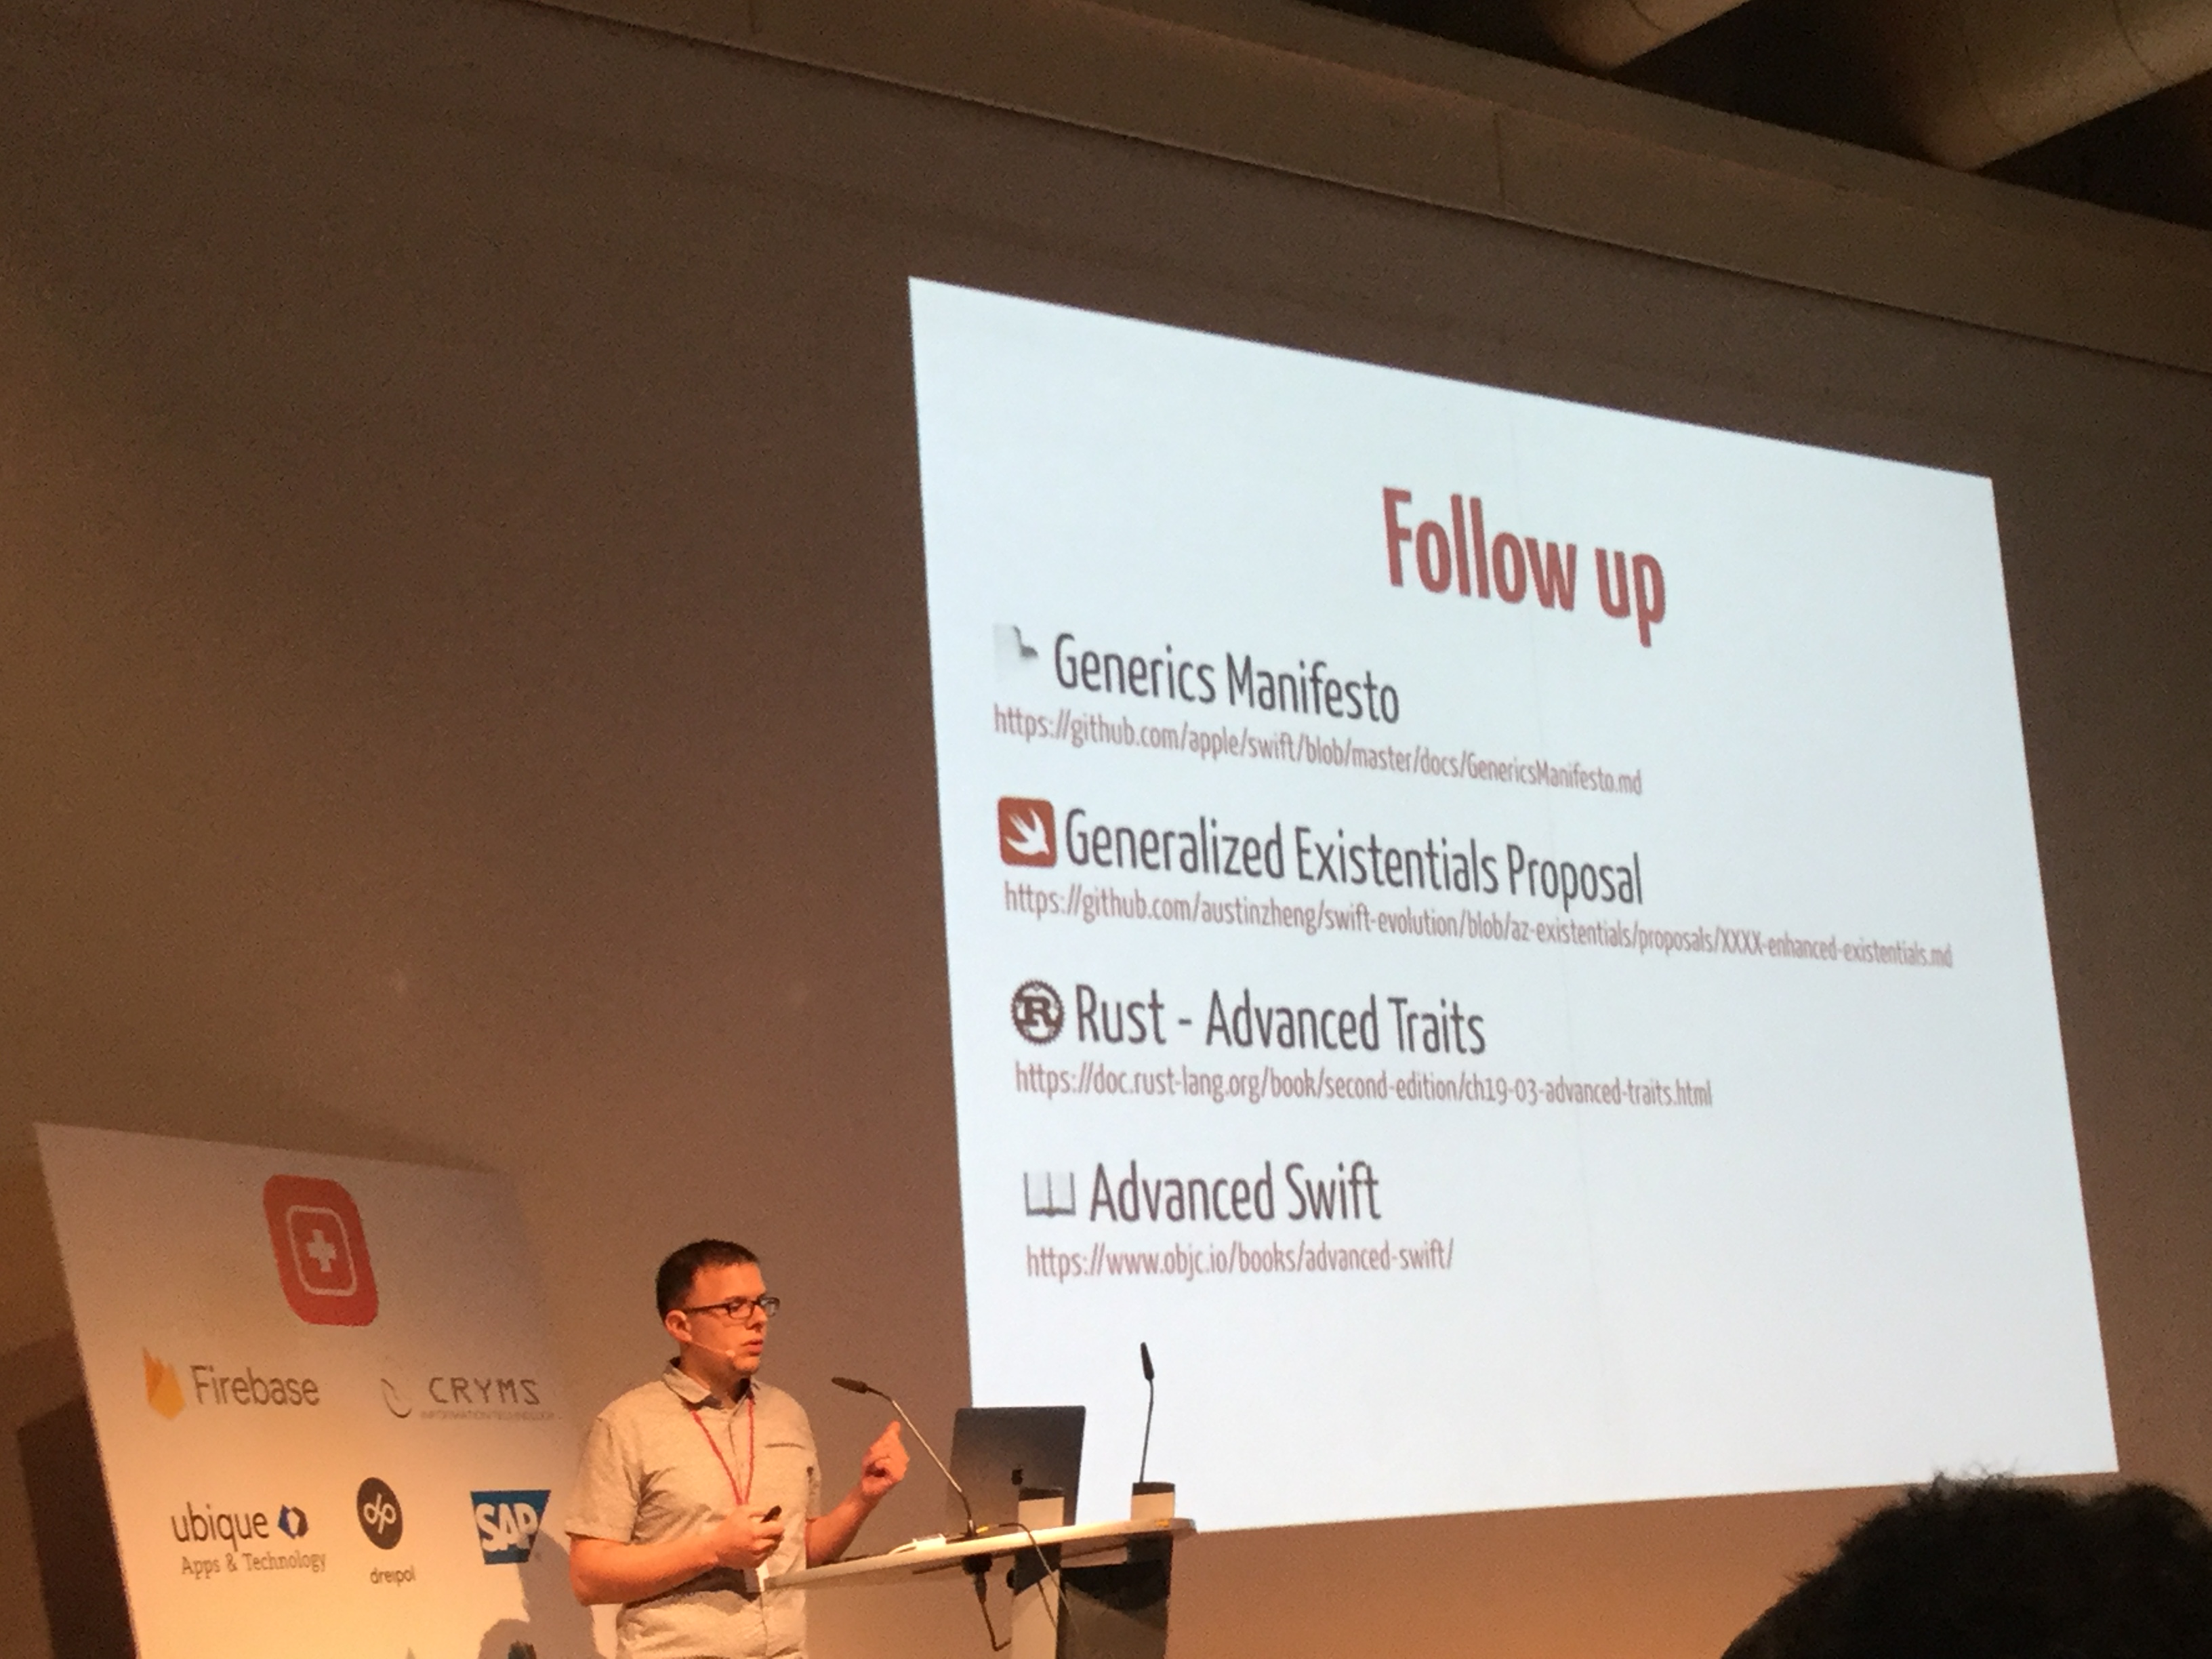 Follow up
Generics Manifesto
https://github.com/apple/swift/blob/master/docs/GenericsManifesto.md
Generalized Existentials Proposal
https://github.com/austinzheng/swift-evolution/blob/az-existentials/proposals/XXXX-enhanced-existentials.md
R Rust - Advanced Traits
https://doc.rust-lang.org/book/second-edition/ch19-03-advanced-traits.html
Advanced Swift
https://www.objc.io/books/advanced-swift/
Firebase
CRYMS
INFORMATION TECHNOLOGY
ubique
Apps & Technology
dp
dreipol
SAP